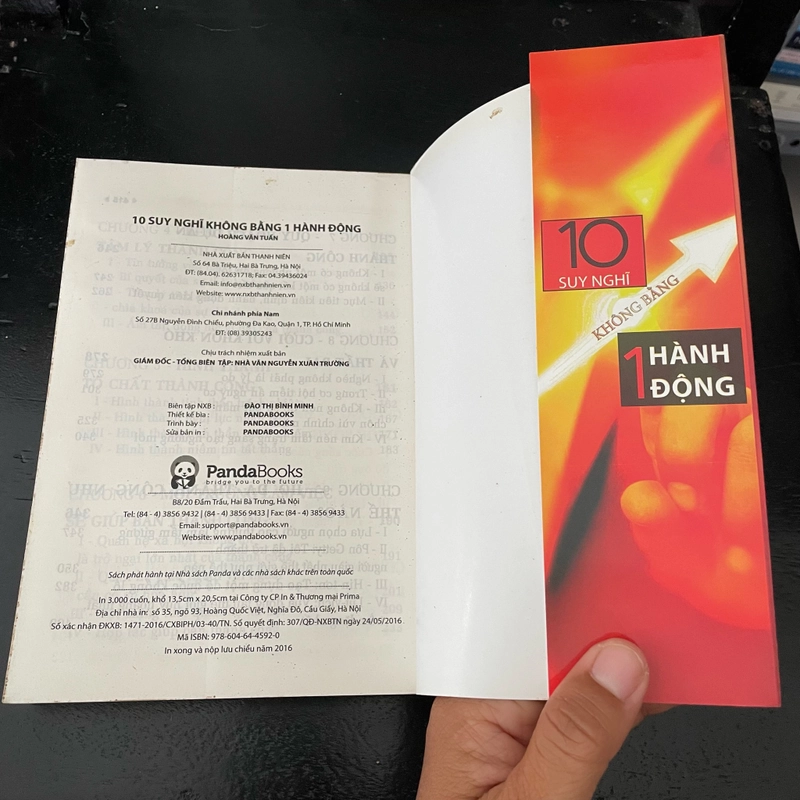 10 SUY NGHĨ KHÔNG BẰNG 1 HÀNH ĐỘNG
HOÀNG VĂN TUẤN
NHÀ XUẤT BẢN THANH NIÊN
Số 64 Bà Triệu, Hai Bà Trưng, Hà Nội
ĐT: (84.04). 62631718; Fax: 04.39436024
Email: info@nxbthanhnien.vn
Website: www.nxbthanhnien.vn
Chi nhánh phía Nam
Số 27B Nguyễn Đình Chiểu, phường Đa Kao, Quận 1, TP. Hồ Chí Minh
ĐT: (08) 39305243
Chịu trách nhiệm xuất bản
GIÁM ĐỐC - TỔNG BIÊN TẬP: NHÀ VĂN NGUYỄN XUÂN TRƯỜNG
Biên tập NXB : ĐÀO THỊ BÌNH MINH
Thiết kế bìa : PANDABOOKS
Trình bày : PANDABOOKS
Sửa bản in : PANDABOOKS
PandaBooks
bridge you to the future
B8/20 Đầm Trấu, Hai Bà Trưng, Hà Nội
Tel: (84 - 4) 3856 9432 | (84 - 4) 3856 9433 | Fax: (84 - 4) 3856 9433
Email: support@pandabooks.vn
Website: www.pandabooks.vn
Sách phát hành tại Nhà sách Panda và các nhà sách khác trên toàn quốc
In 3,000 cuốn, khổ 13,5cm x 20,5cm tại Công ty CP In & Thương mại Prima
Địa chỉ nhà in: số 35, ngõ 93, Hoàng Quốc Việt, Nghĩa Đô, Cầu Giấy, Hà Nội
Số xác nhận ĐKXB: 1471-2016/CXBIPH/03-40/TN. Số quyết định: 307/QĐ-NXBTN ngày 24/05/2016
Mã ISBN: 978-604-64-4592-0
In xong và nộp lưu chiểu năm 2016
10
SUY NGHĨ
KHÔNG BẰNG
1 HÀNH
ĐỘNG